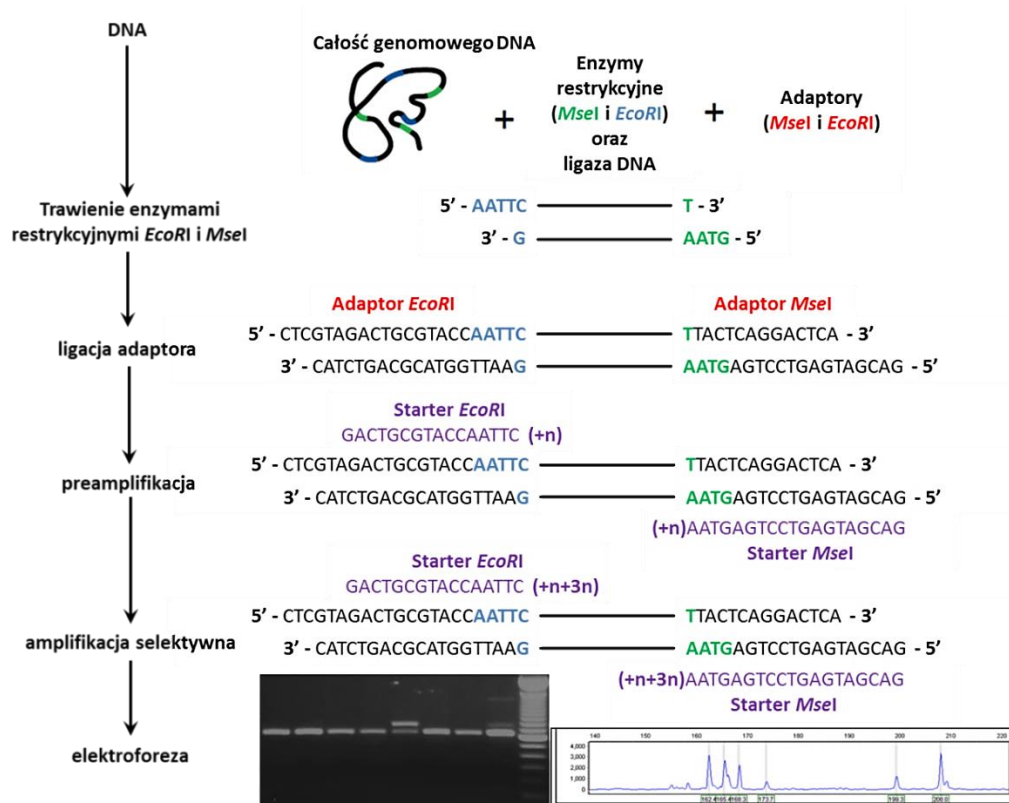 DNA
Całość genomowego DNA
+
Enzymy
restrykcyjne
(MseI i EcoRI)
oraz
ligaza DNA
+
Adaptory
(MseI i EcoRI)
Trawienie enzymami
restrykcyjnymi EcoRI i MseI
5’ - AATTC T - 3’
3’ - G AATG - 5’
ligacja adaptora
Adaptor EcoRI Adaptor MseI
5’ - CTCGTAGACTGCGTACCAATTC TTACTCAGGACTCA - 3’
3’ - CATCTGACGCATGGTTAAG AATGAGTCCTGAGTAGCAG - 5’
preamplifikacja
Starter EcoRI
GACTGCGTACCAATTC (+n)
5’ - CTCGTAGACTGCGTACCAATTC TTACTCAGGACTCA - 3’
3’ - CATCTGACGCATGGTTAAG AATGAGTCCTGAGTAGCAG - 5’
(+n)AATGAGTCCTGAGTAGCAG
Starter MseI
amplifikacja selektywna
Starter EcoRI
GACTGCGTACCAATTC (+n+3n)
5’ - CTCGTAGACTGCGTACCAATTC TTACTCAGGACTCA - 3’
3’ - CATCTGACGCATGGTTAAG AATGAGTCCTGAGTAGCAG - 5’
(+n+3n)AATGAGTCCTGAGTAGCAG
Starter MseI
elektroforeza
140 150 160 170 180 190 200 210 220
4,000
3,000
2,000
1,000
0
173.7